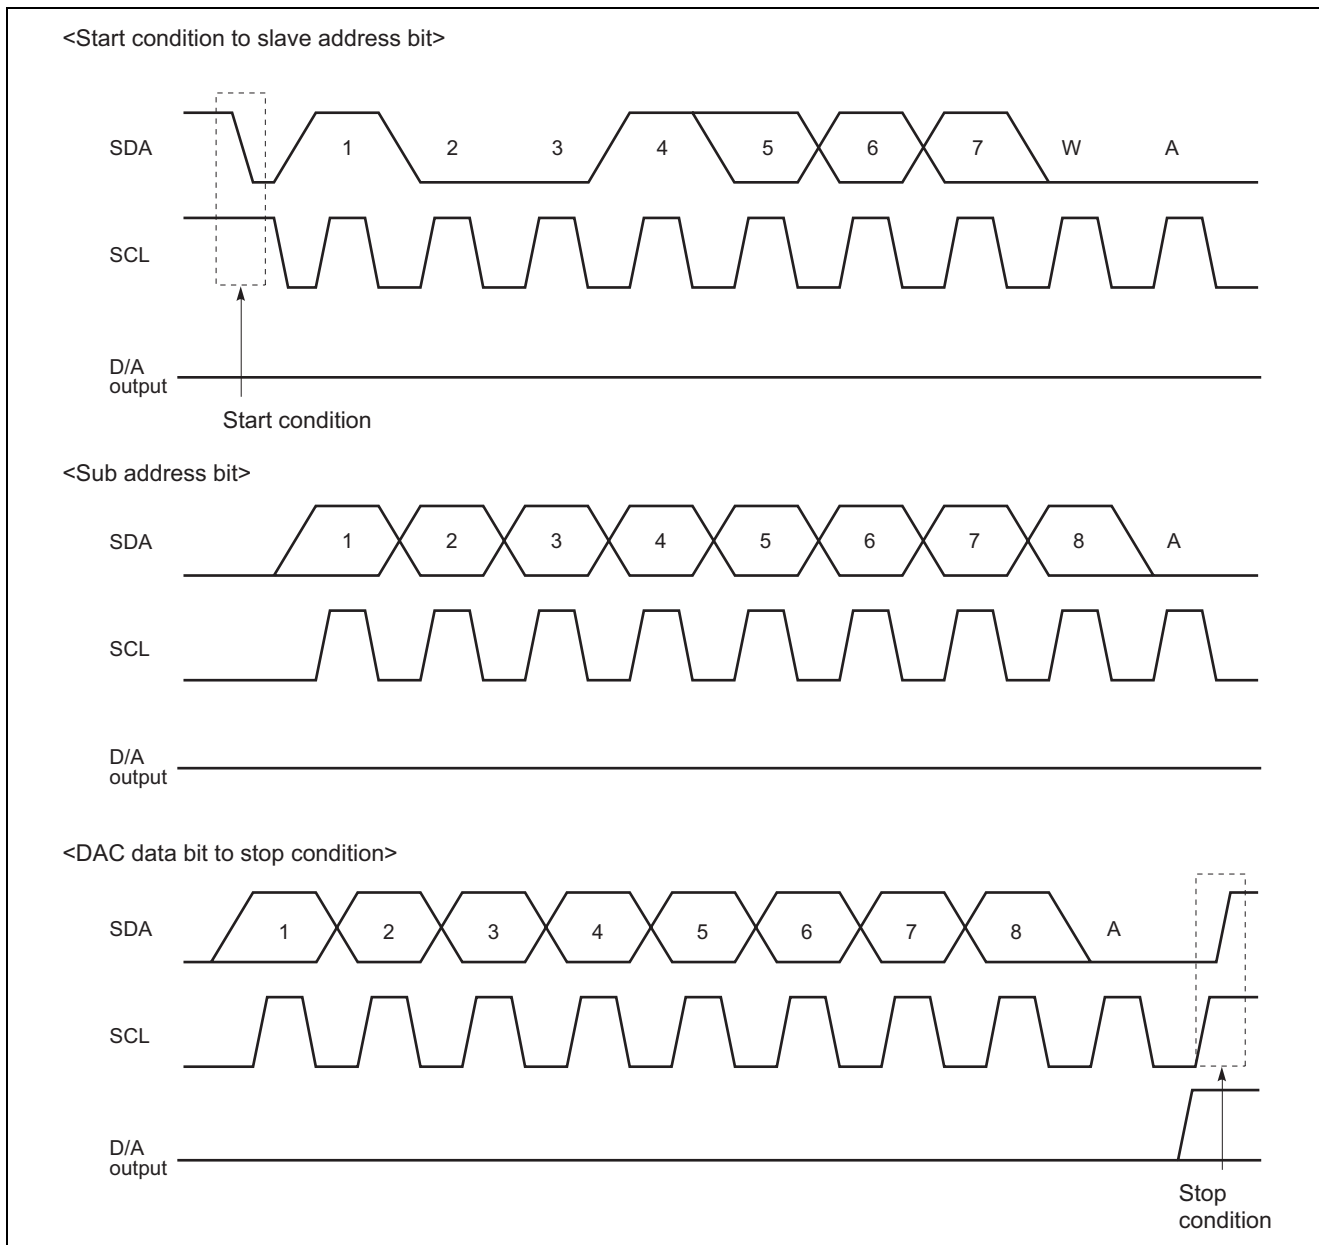 <Start condition to slave address bit>
SDA 1 2 3 4 5 6 7 W A
SCL
D/A
output
Start condition
<Sub address bit>
SDA 1 2 3 4 5 6 7 8 A
SCL
D/A
output
<DAC data bit to stop condition>
SDA 1 2 3 4 5 6 7 8 A
SCL
D/A
output
Stop
condition